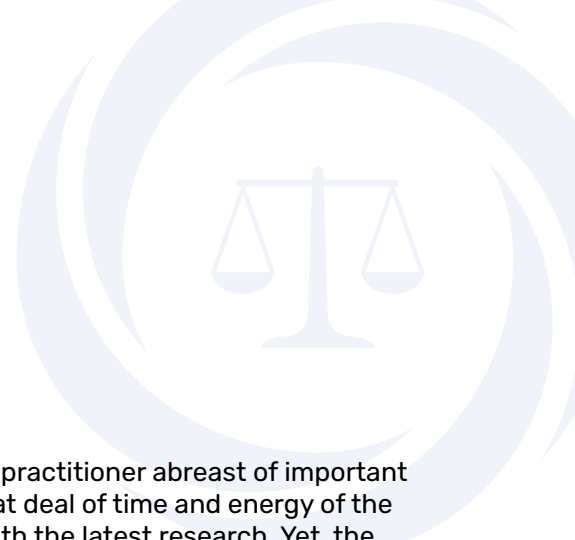 practitioner abreast of important
at deal of time and energy of the
th the latest research. Yet, the